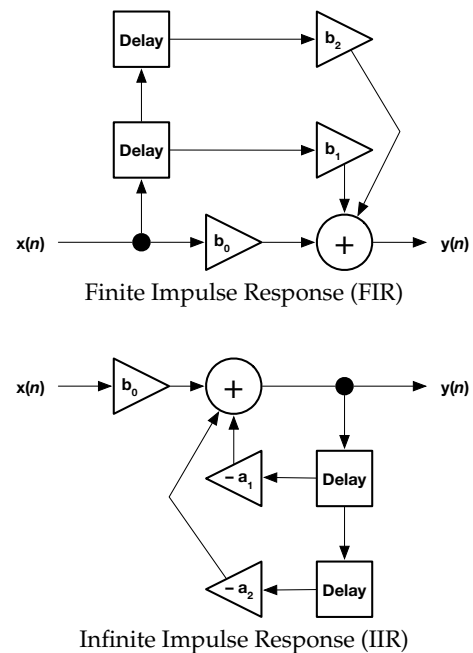 Delay
b₂
Delay
b₁
x(n)
b₀
+
y(n)
Finite Impulse Response (FIR)
x(n)
b₀
+
y(n)
− a₁
Delay
− a₂
Delay
Infinite Impulse Response (IIR)